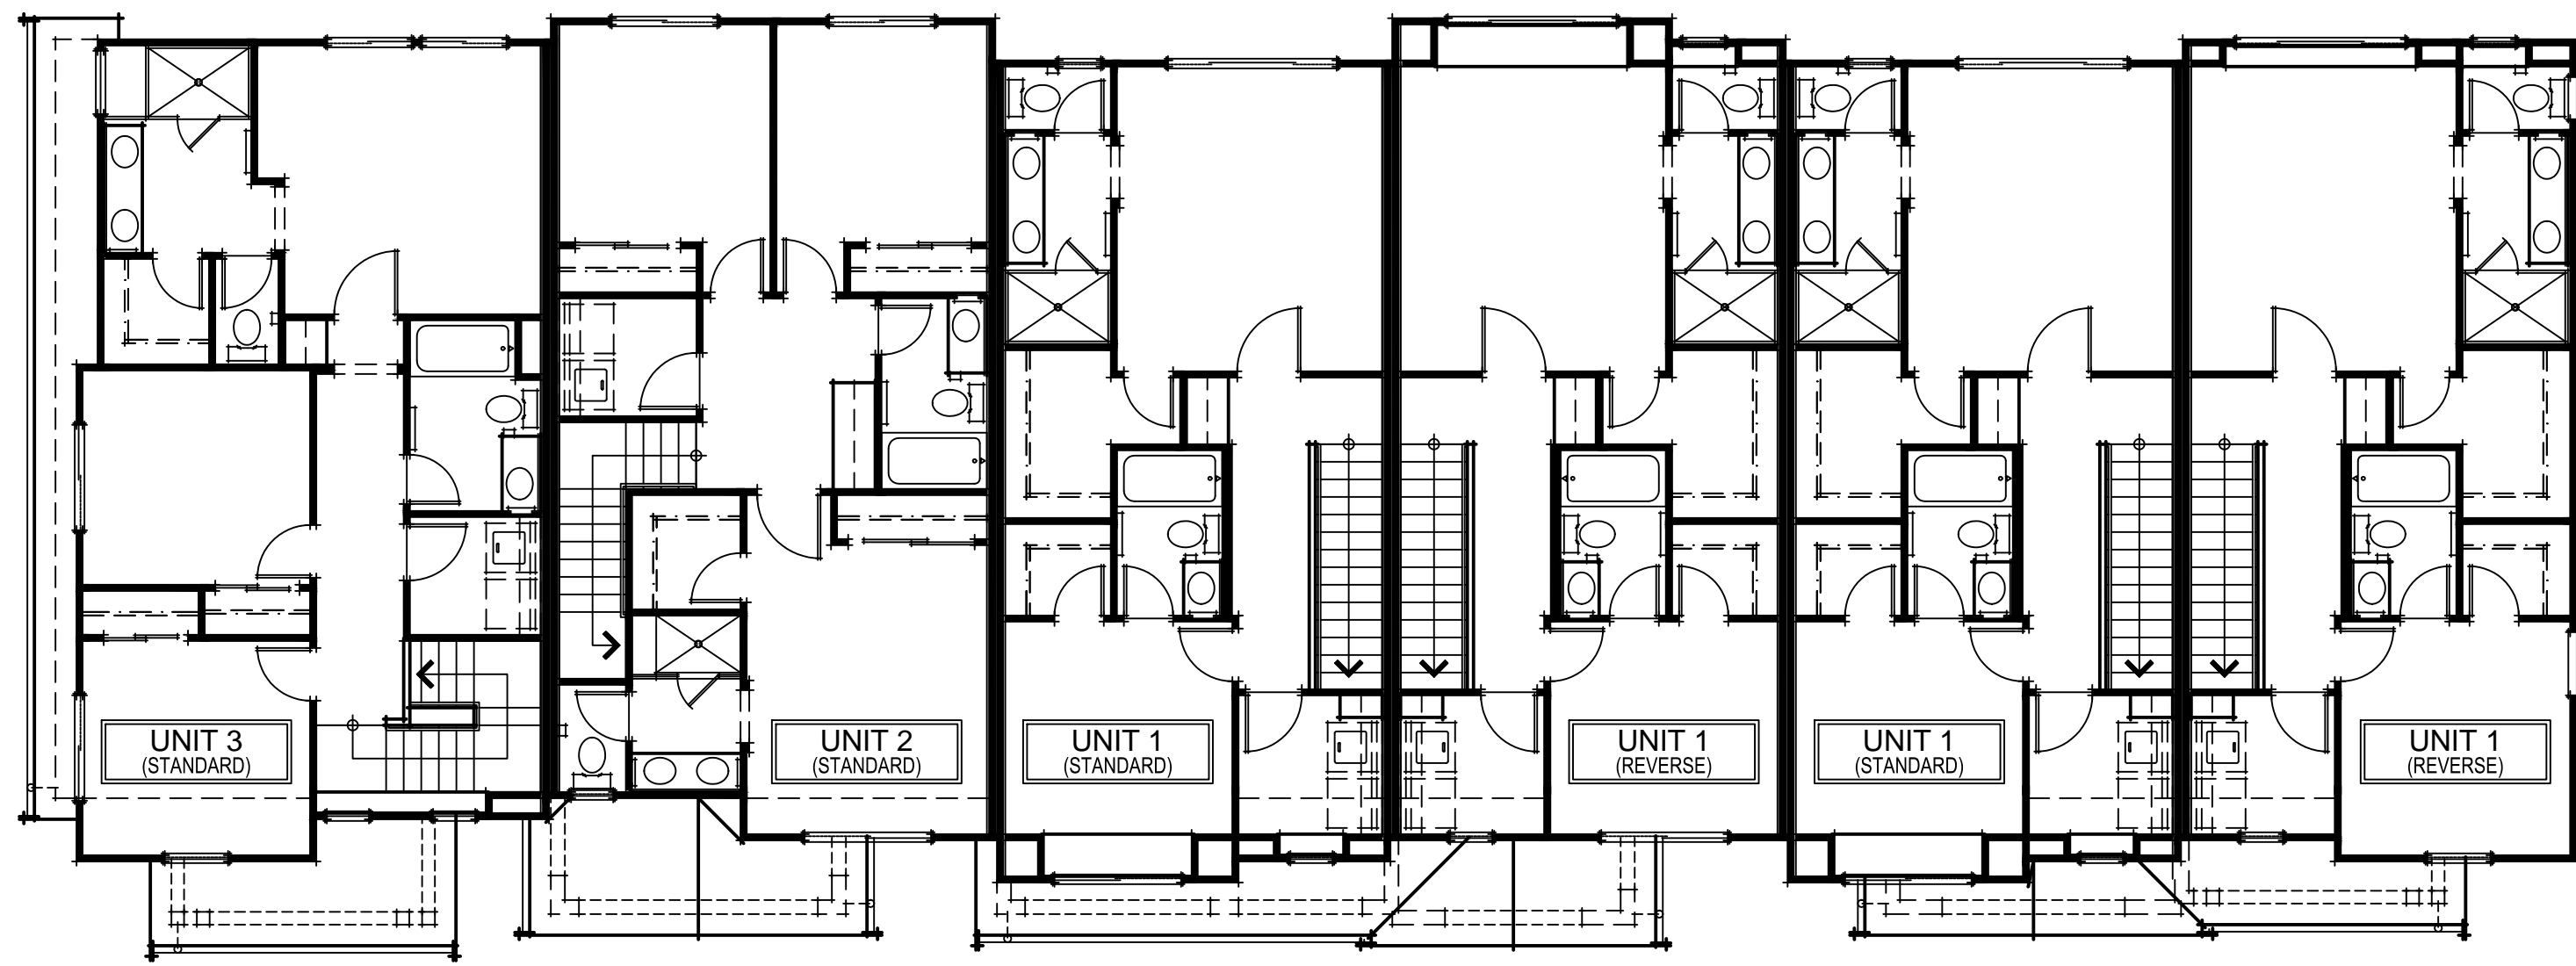 UNIT 3
(STANDARD)
UNIT 2
(STANDARD)
UNIT 1
(STANDARD)
UNIT 1
(REVERSE)
UNIT 1
(STANDARD)
UNIT 1
(REVERSE)